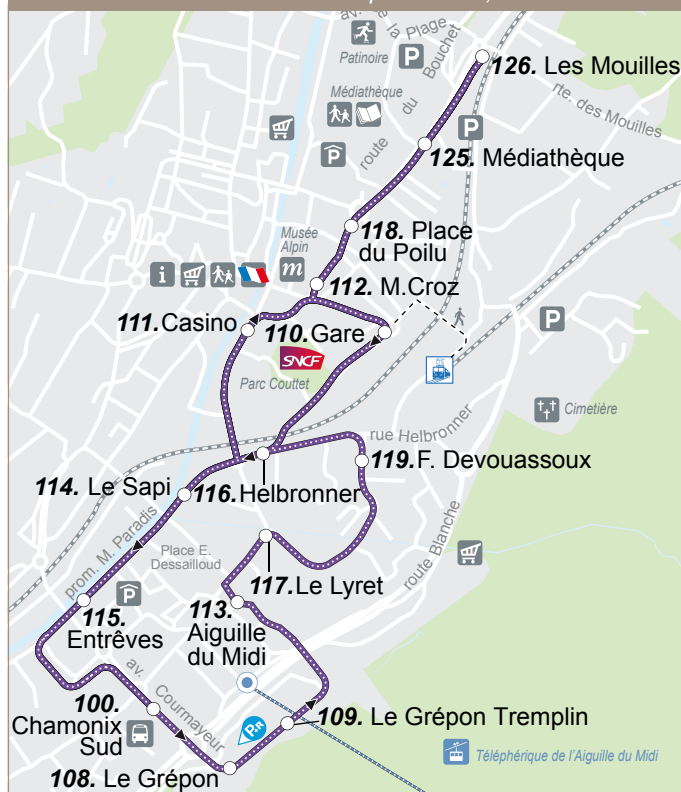 av.
la Plage
Patinoire
P
Bouchet
126. Les Mouilles
Médiathèque
du
rte. des Mouilles
P
P
route
125. Médiathèque
118. Place
du Poilu
Musée
Alpin
m
i
112. M.Croz
111. Casino
110. Gare
P
SNCF
Parc Couttet
Cimetière
rue Helbronner
119. F. Devouassoux
114. Le Sapi
116. Helbronner
prom. M. Paradis
Place E.
Dessailloud
route Blanche
117. Le Lyret
P
113.
Aiguille
du Midi
115.
Entrêves
av. Courmayeur
100.
Chamonix
Sud
P+R
109. Le Grépon Tremplin
Téléphérique de l'Aiguille du Midi
108. Le Grépon